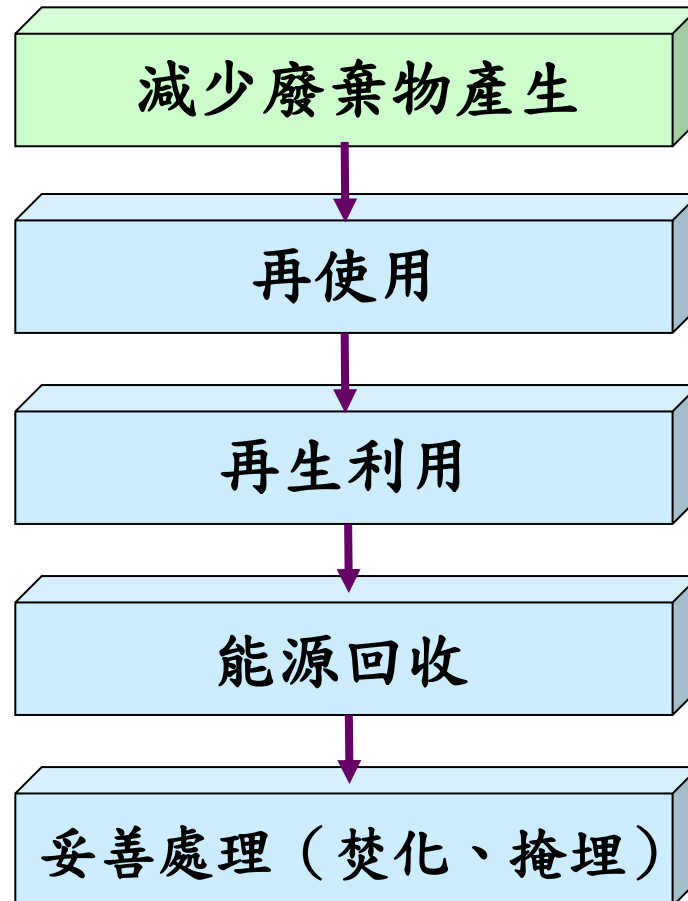 減少廢棄物產生
再使用
再生利用
能源回收
妥善處理（焚化、掩埋）